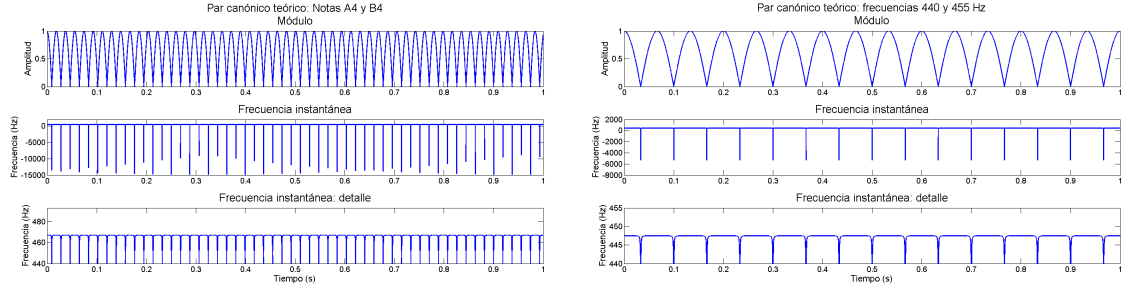 Par canónico teórico: Notas A4 y B4
Módulo
Amplitud
1
0.5
0
0 0.1 0.2 0.3 0.4 0.5 0.6 0.7 0.8 0.9 1
Frecuencia instantánea
Frecuencia (Hz)
0
-5000
-10000
-15000
0 0.1 0.2 0.3 0.4 0.5 0.6 0.7 0.8 0.9 1
Frecuencia instantánea: detalle
Frecuencia (Hz)
480
460
440
0 0.1 0.2 0.3 0.4 0.5 0.6 0.7 0.8 0.9 1
Tiempo (s)
Par canónico teórico: frecuencias 440 y 455 Hz
Módulo
Amplitud
1
0.5
0
0 0.1 0.2 0.3 0.4 0.5 0.6 0.7 0.8 0.9 1
Frecuencia instantánea
Frecuencia (Hz)
2000
0
-2000
-4000
-6000
-8000
0 0.1 0.2 0.3 0.4 0.5 0.6 0.7 0.8 0.9 1
Frecuencia instantánea: detalle
Frecuencia (Hz)
455
450
445
440
0 0.1 0.2 0.3 0.4 0.5 0.6 0.7 0.8 0.9 1
Tiempo (s)